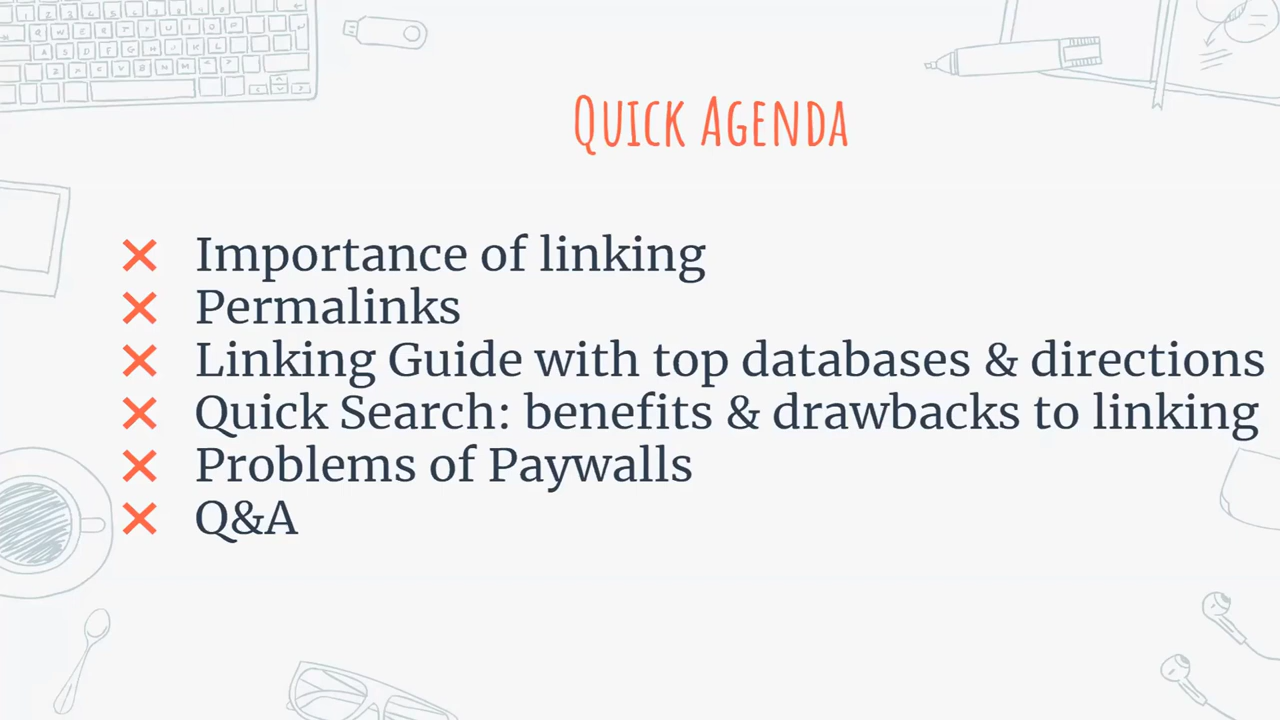 Quick Agenda
Importance of linking
Permalinks
Linking Guide with top databases & directions
Quick Search: benefits & drawbacks to linking
Problems of Paywalls
Q&A